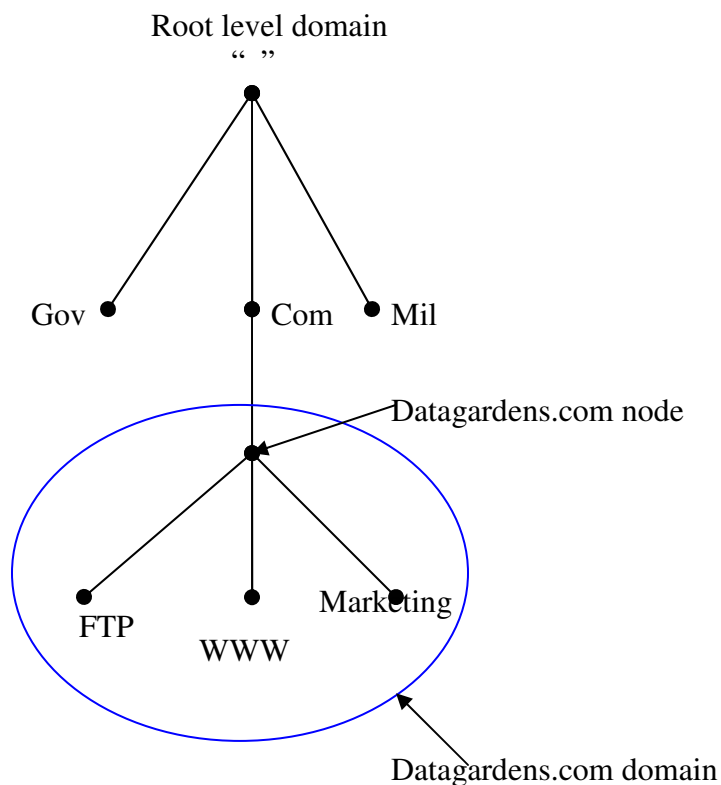 Root level domain
“ ”
Gov
Com
Mil
Datagardens.com node
Marketing
FTP
WWW
Datagardens.com domain